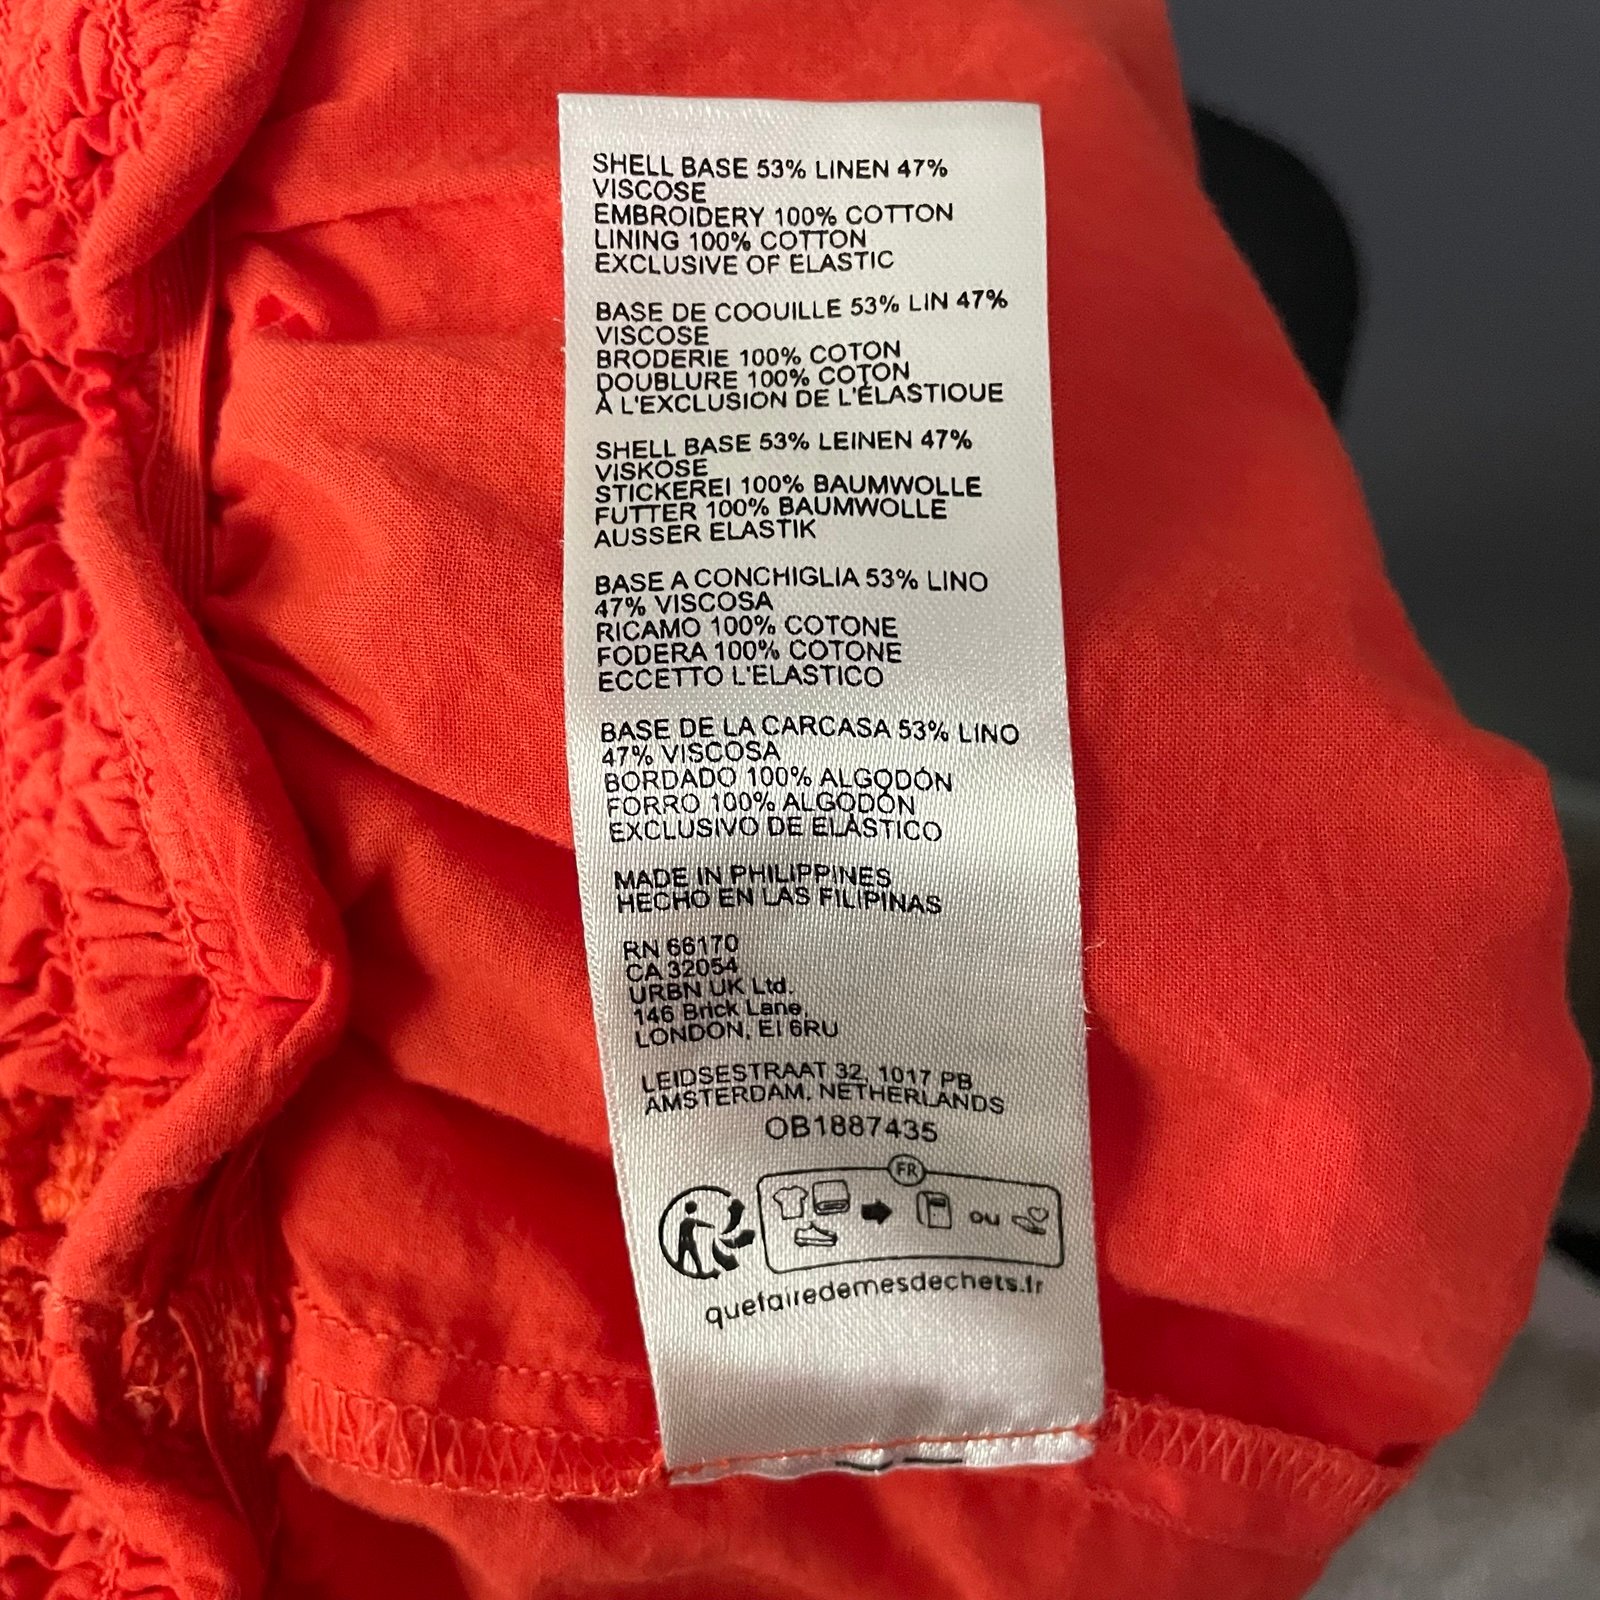 SHELL BASE 53% LINEN 47%
VISCOSE
EMBROIDERY 100% COTTON
LINING 100% COTTON
EXCLUSIVE OF ELASTIC
BASE DE COOUILLE 53% LIN 47%
VISCOSE
BRODERIE 100% COTON
DOUBLURE 100% COTON
À L'EXCLUSION DE L'ÉLASTIOUE
SHELL BASE 53% LEINEN 47%
VISKOSE
STICKEREI 100% BAUMWOLLE
FUTTER 100% BAUMWOLLE
AUSSER ELASTIK
BASE A CONCHIGLIA 53% LINO
47% VISCOSA
RICAMO 100% COTONE
FODERA 100% COTONE
ECCETTO L'ELASTICO
BASE DE LA CARCASA 53% LINO
47% VISCOSA
BORDADO 100% ALGODÓN
FORRO 100% ALGODÓN
EXCLUSIVO DE ELÁSTICO
MADE IN PHILIPPINES
HECHO EN LAS FILIPINAS
RN 66170
CA 32054
URBN UK Ltd.
146 Brick Lane,
LONDON, EI 6RU
LEIDSESTRAAT 32, 1017 PB
AMSTERDAM, NETHERLANDS
OB1887435
FR
ou
quefairedemesdechets.fr